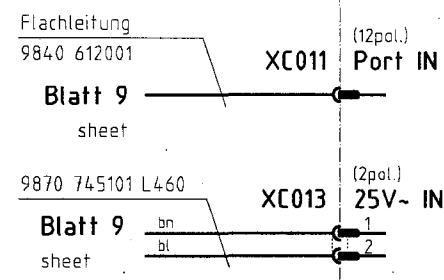 Flachleitung
9840 612001
(12pol.)
XC011 Port IN
Blatt 9
sheet
9870 745101 L460
(2pol.)
XC013 25V~ IN
Blatt 9 bn 1
bl 2
sheet